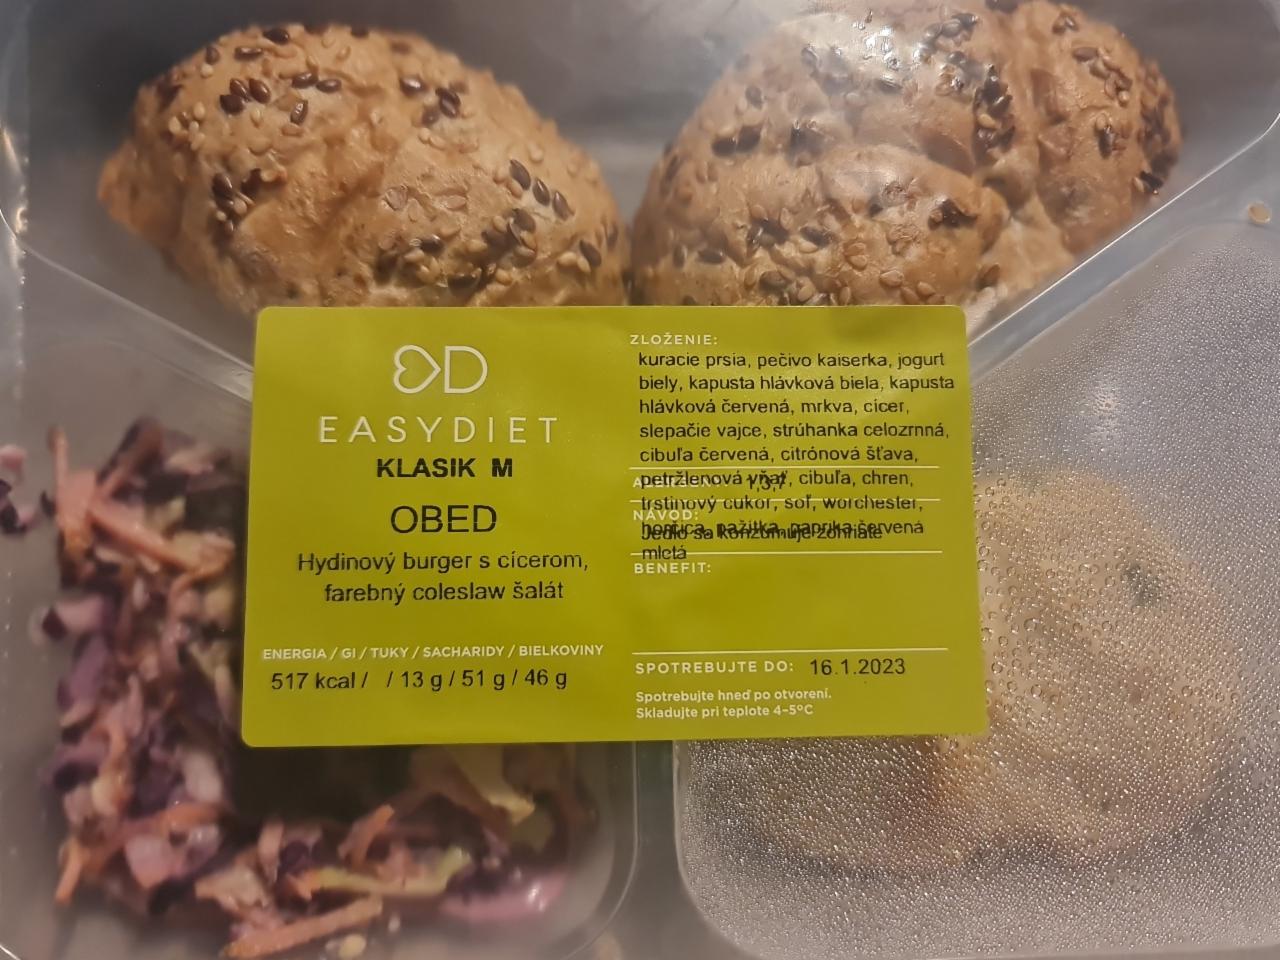 EASYDIET
KLASIK M
OBED
Hydinový burger s cícerom,
farebný coleslaw šalát
ENERGIA / GI / TUKY / SACHARIDY / BIELKOVINY
517 kcal / / 13 g / 51 g / 46 g
ZLOŽENIE:
kuracie prsia, pečivo kaiserka, jogurt
biely, kapusta hlávková biela, kapusta
hlávková červená, mrkva, cícer,
slepačie vajce, strúhanka celozrnná,
cibuľa červená, citrónová šťava,
petržlenová vňať, cibuľa, chren,
1,3,7
trstinový cukor, soľ, worchester,
NÁVOD:
horčica, pažítka, paprika červená
Jedlo sa konzumuje zohriate
mletá
BENEFIT:
SPOTREBUJTE DO: 16.1.2023
Spotrebujte hneď po otvorení.
Skladujte pri teplote 4-5°C